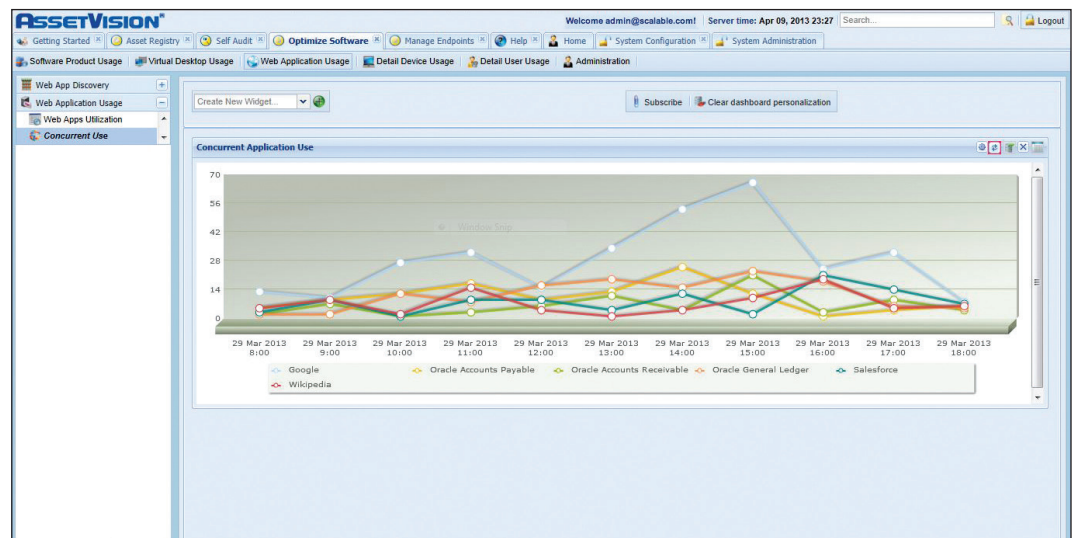 ASSETVISION®
Welcome admin@scalable.com! Server time: Apr 09, 2013 23:27 Search... Logout
Getting Started Asset Registry Self Audit Optimize Software Manage Endpoints Help Home System Configuration System Administration
Software Product Usage Virtual Desktop Usage Web Application Usage Detail Device Usage Detail User Usage Administration
Web App Discovery
Web Application Usage
Web Apps Utilization
Concurrent Use
Create New Widget... Subscribe Clear dashboard personalization
Concurrent Application Use
70
56
42
28
14
0
Window Snip
29 Mar 2013 29 Mar 2013 29 Mar 2013 29 Mar 2013 29 Mar 2013 29 Mar 2013 29 Mar 2013 29 Mar 2013 29 Mar 2013 29 Mar 2013 29 Mar 2013
8:00 9:00 10:00 11:00 12:00 13:00 14:00 15:00 16:00 17:00 18:00
Google Oracle Accounts Payable Oracle Accounts Receivable Oracle General Ledger Salesforce
Wikipedia